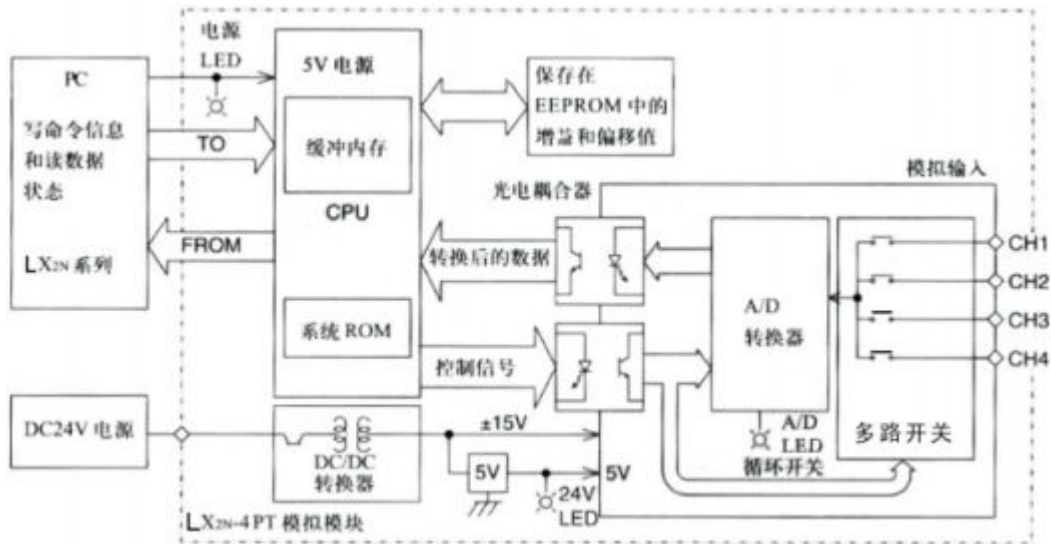 电源
LED
PC
写命令信息
和读数据
状态
LX2N 系列
TO
FROM
5V 电源
缓冲内存
CPU
系统 ROM
保存在
EEPROM 中的
增益和偏移值
光电耦合器
模拟输入
转换后的数据
控制信号
A/D
转换器
CH1
CH2
CH3
CH4
多路开关
A/D
LED
循环开关
DC24V 电源
DC/DC
转换器
±15V
5V
5V
24V
LED
LX2N-4PT 模拟模块